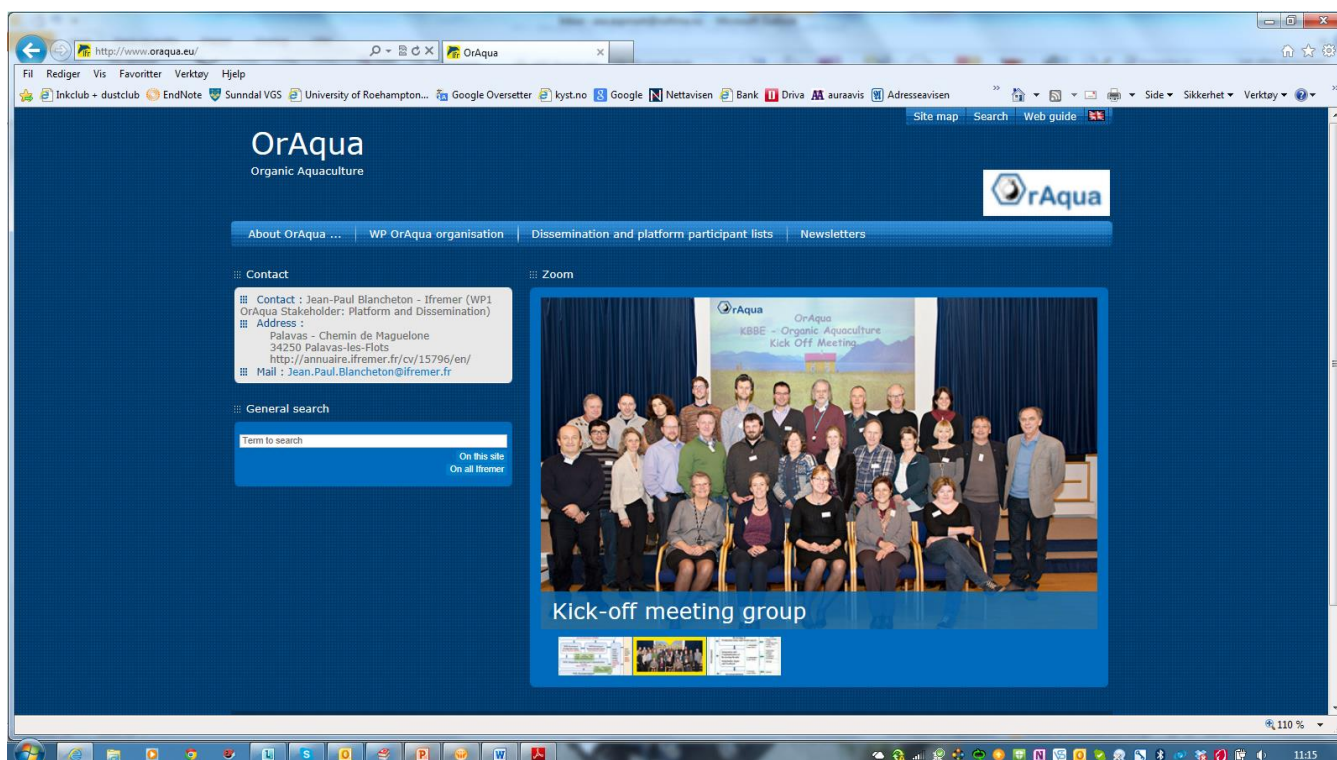 http://www.oraqua.eu/
OrAqua
Fil Rediger Vis Favoritter Verktøy Hjelp
Inkclub + dustclub EndNote Sunndal VGS University of Roehampton... Google Oversetter kyst.no Google Nettavisen Bank Driva auraavis Adresseavisen Side Sikkerhet Verktøy
Site map Search Web guide
OrAqua
Organic Aquaculture
OrAqua
About OrAqua ... WP OrAqua organisation Dissemination and platform participant lists Newsletters
Contact
Contact : Jean-Paul Blancheton - Ifremer (WP1
OrAqua Stakeholder: Platform and Dissemination)
Address :
Palavas - Chemin de Maguelone
34250 Palavas-les-Flots
http://annuaire.ifremer.fr/cv/15796/en/
Mail : Jean.Paul.Blancheton@ifremer.fr
General search
Term to search
On this site
On all Ifremer
Zoom
OrAqua
OrAqua
KBBE - Organic Aquaculture
Kick Off Meeting
Kick-off meeting group
110 %
11:15